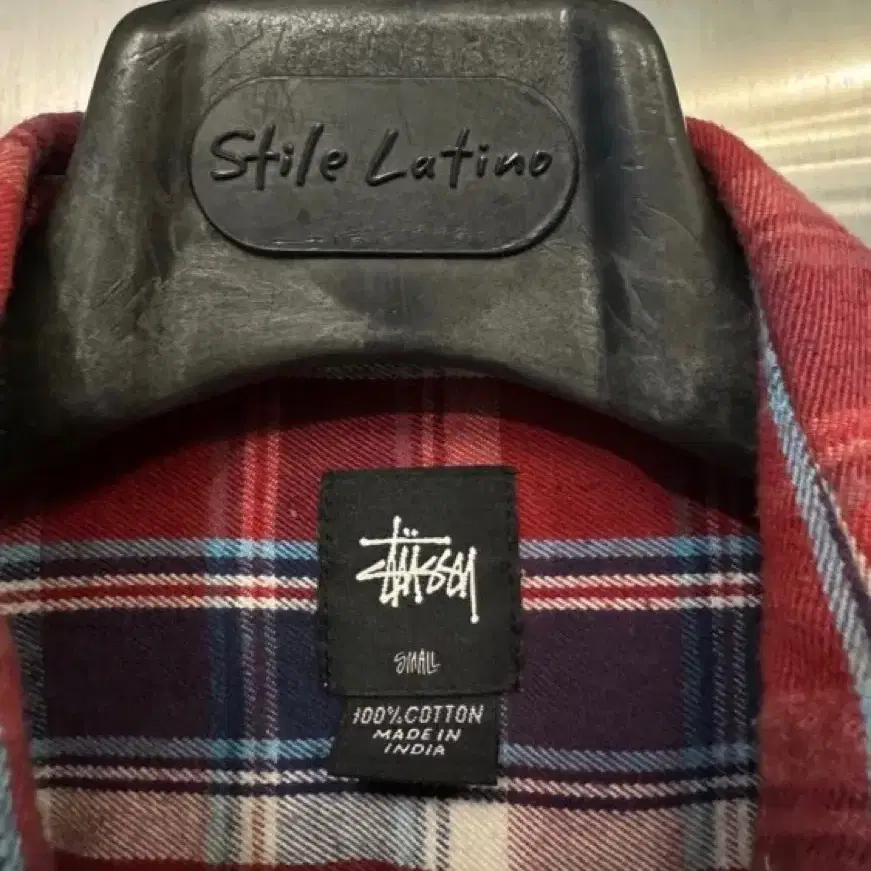 Stile Latino
Stüssy
SMALL
100% COTTON
MADE IN
INDIA